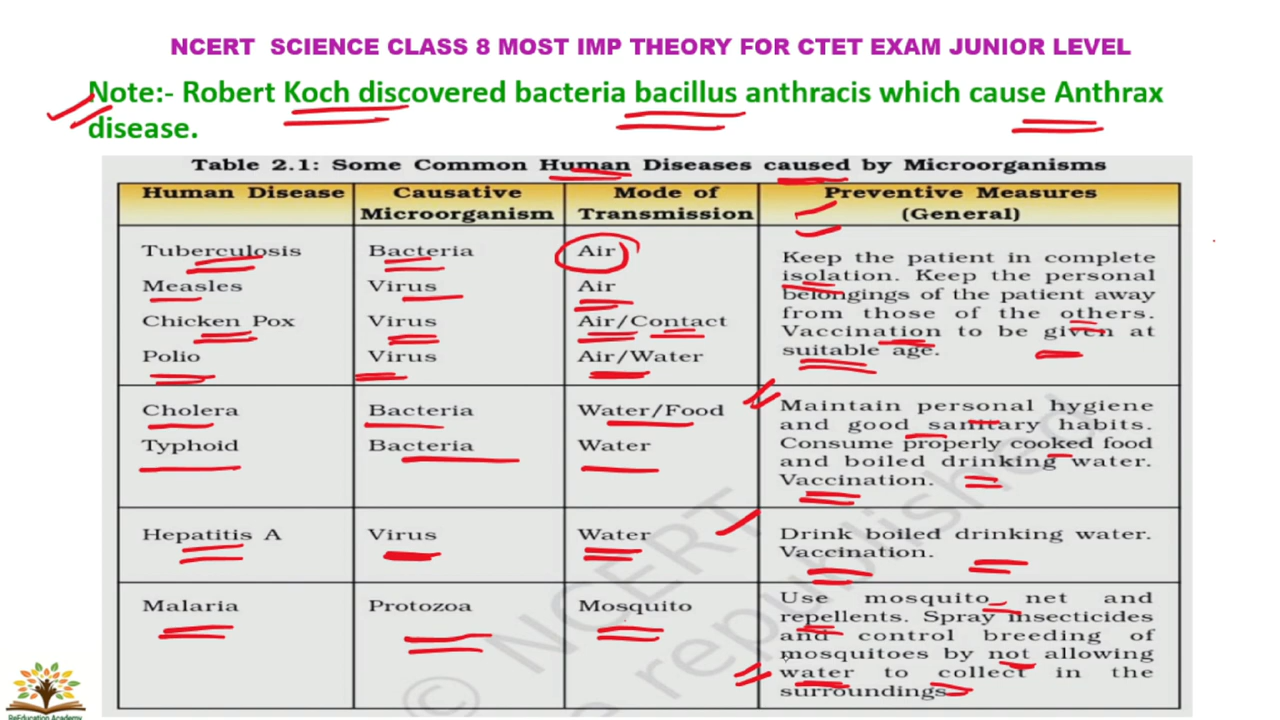 NCERT SCIENCE CLASS 8 MOST IMP THEORY FOR CTET EXAM JUNIOR LEVEL
Note:- Robert Koch discovered bacteria bacillus anthracis which cause Anthrax
disease.
Table 2.1: Some Common Human Diseases caused by Microorganisms
Human Disease
Causative
Microorganism
Mode of
Transmission
Preventive Measures
(General)
Tuberculosis Bacteria Air
Measles Virus Air
Chicken Pox Virus Air/Contact
Polio Virus Air/Water
Keep the patient in complete
isolation. Keep the personal
belongings of the patient away
from those of the others.
Vaccination to be given at
suitable age.
Cholera Bacteria Water/Food
Typhoid Bacteria Water
Maintain personal hygiene
and good sanitary habits.
Consume properly cooked food
and boiled drinking water.
Vaccination.
Hepatitis A Virus Water
Drink boiled drinking water.
Vaccination.
Malaria Protozoa Mosquito
Use mosquito net and
repellents. Spray insecticides
and control breeding of
mosquitoes by not allowing
water to collect in the
surroundings
© NCERT
republished
BeEducation Academy